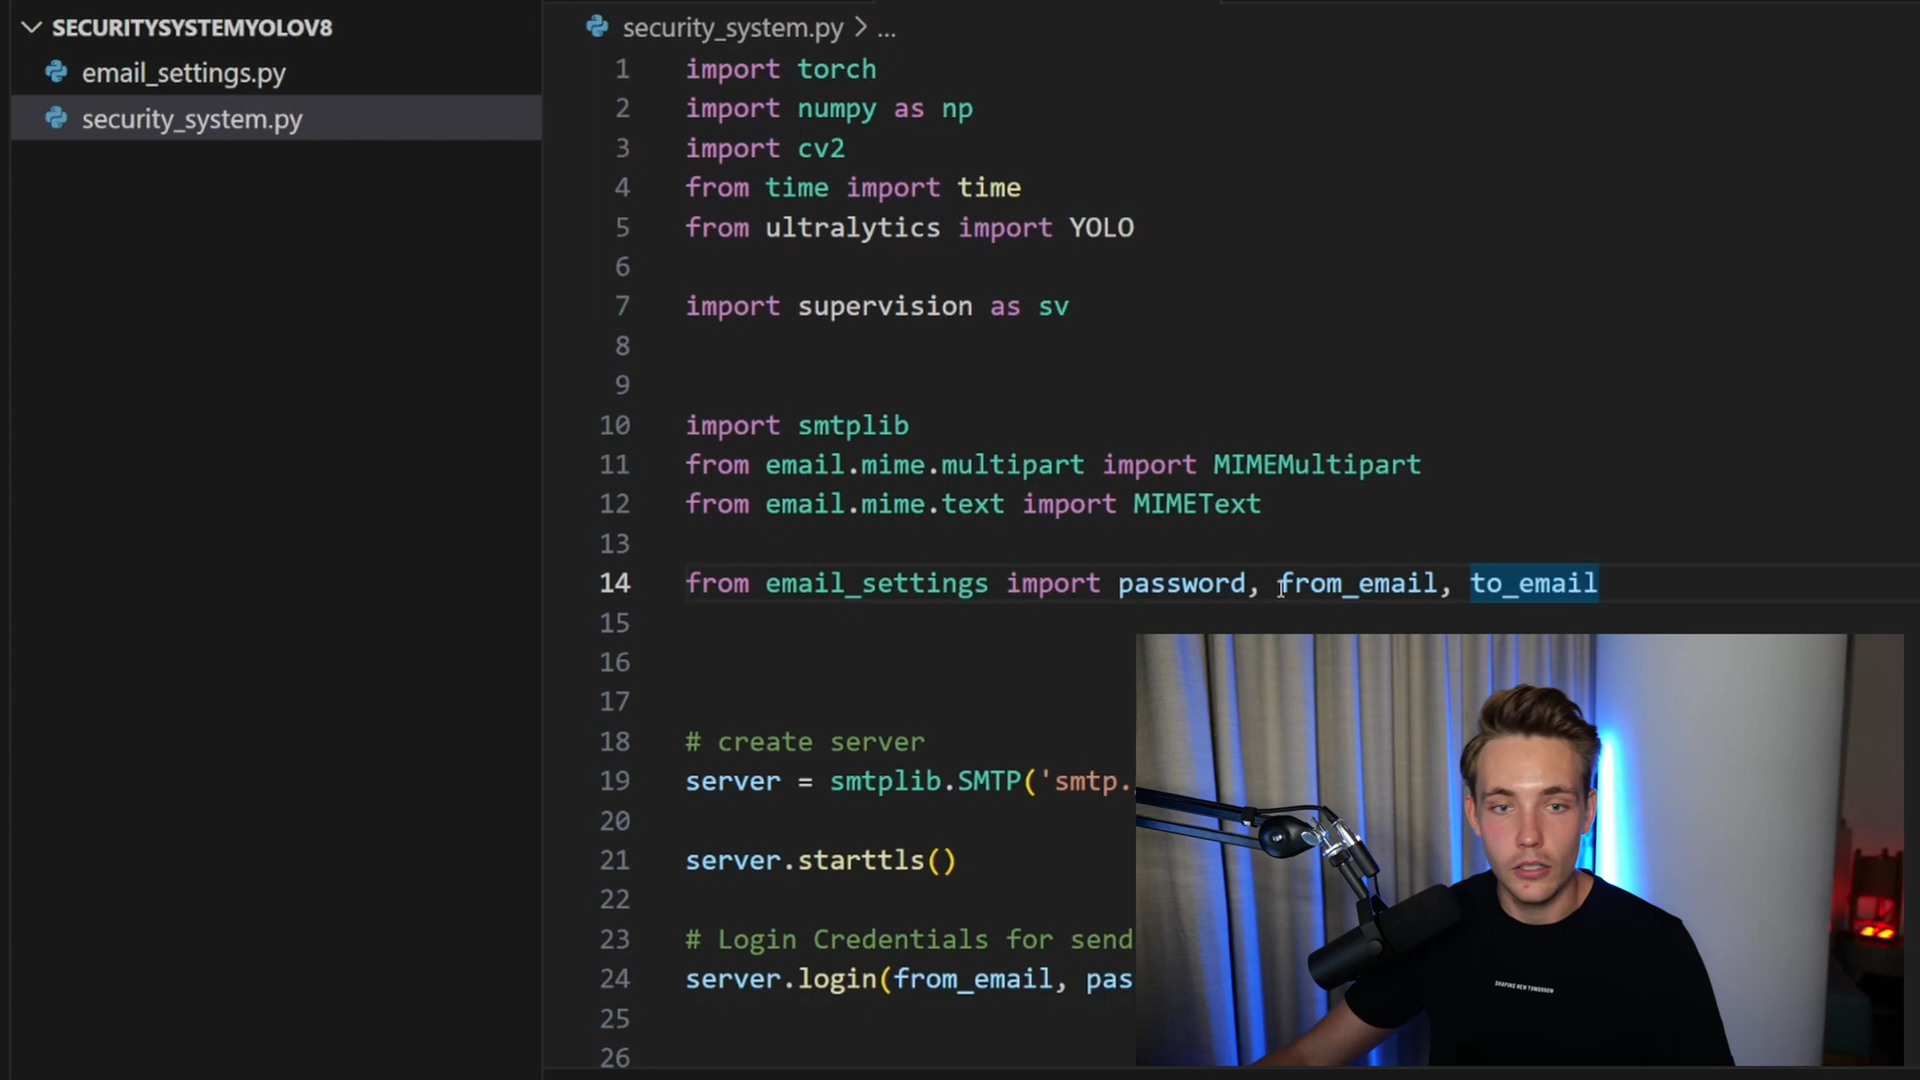 SECURITYSYSTEMYOLOV8
email_settings.py
security_system.py
security_system.py > ...
1 import torch
2 import numpy as np
3 import cv2
4 from time import time
5 from ultralytics import YOLO
6
7 import supervision as sv
8
9
10 import smtplib
11 from email.mime.multipart import MIMEMultipart
12 from email.mime.text import MIMEText
13
14 from email_settings import password, from_email, to_email
15
16
17
18 # create server
19 server = smtplib.SMTP('smtp.
20
21 server.starttls()
22
23 # Login Credentials for send
24 server.login(from_email, pas
25
26
SHAPING NEW TOMORROW